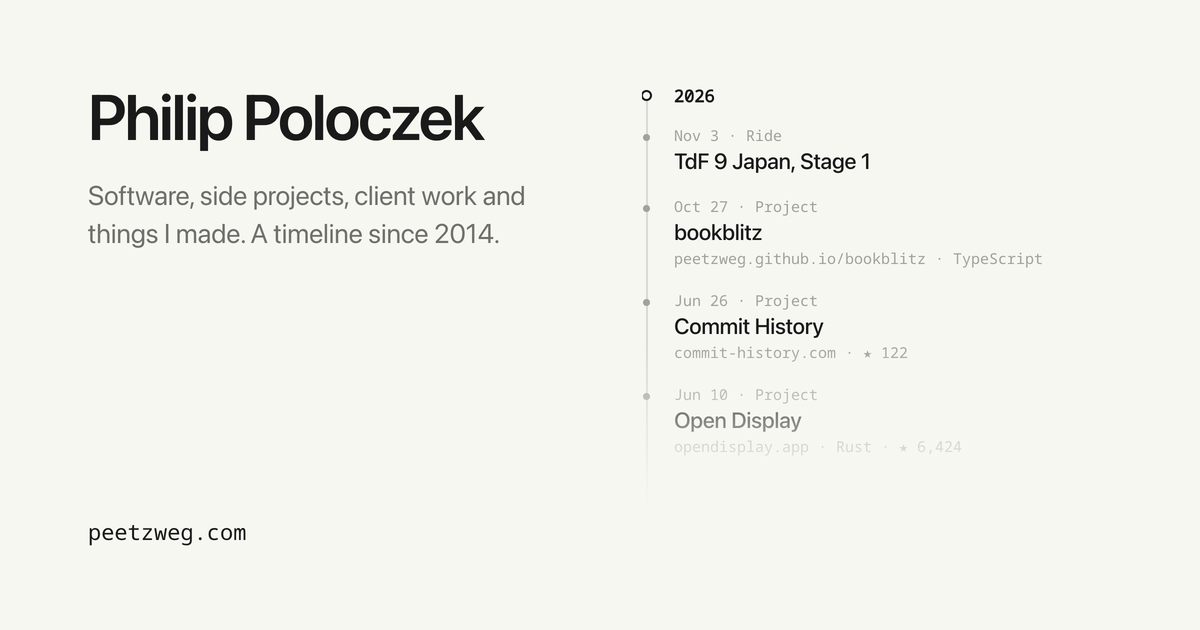 Philip Poloczek
Software, side projects, client work and
things I made. A timeline since 2014.
peetzweg.com
2026
Nov 3 · Ride
TdF 9 Japan, Stage 1
Oct 27 · Project
bookblitz
peetzweg.github.io/bookblitz · TypeScript
Jun 26 · Project
Commit History
commit-history.com · ★ 122
Jun 10 · Project
Open Display
opendisplay.app · Rust · ★ 6,424